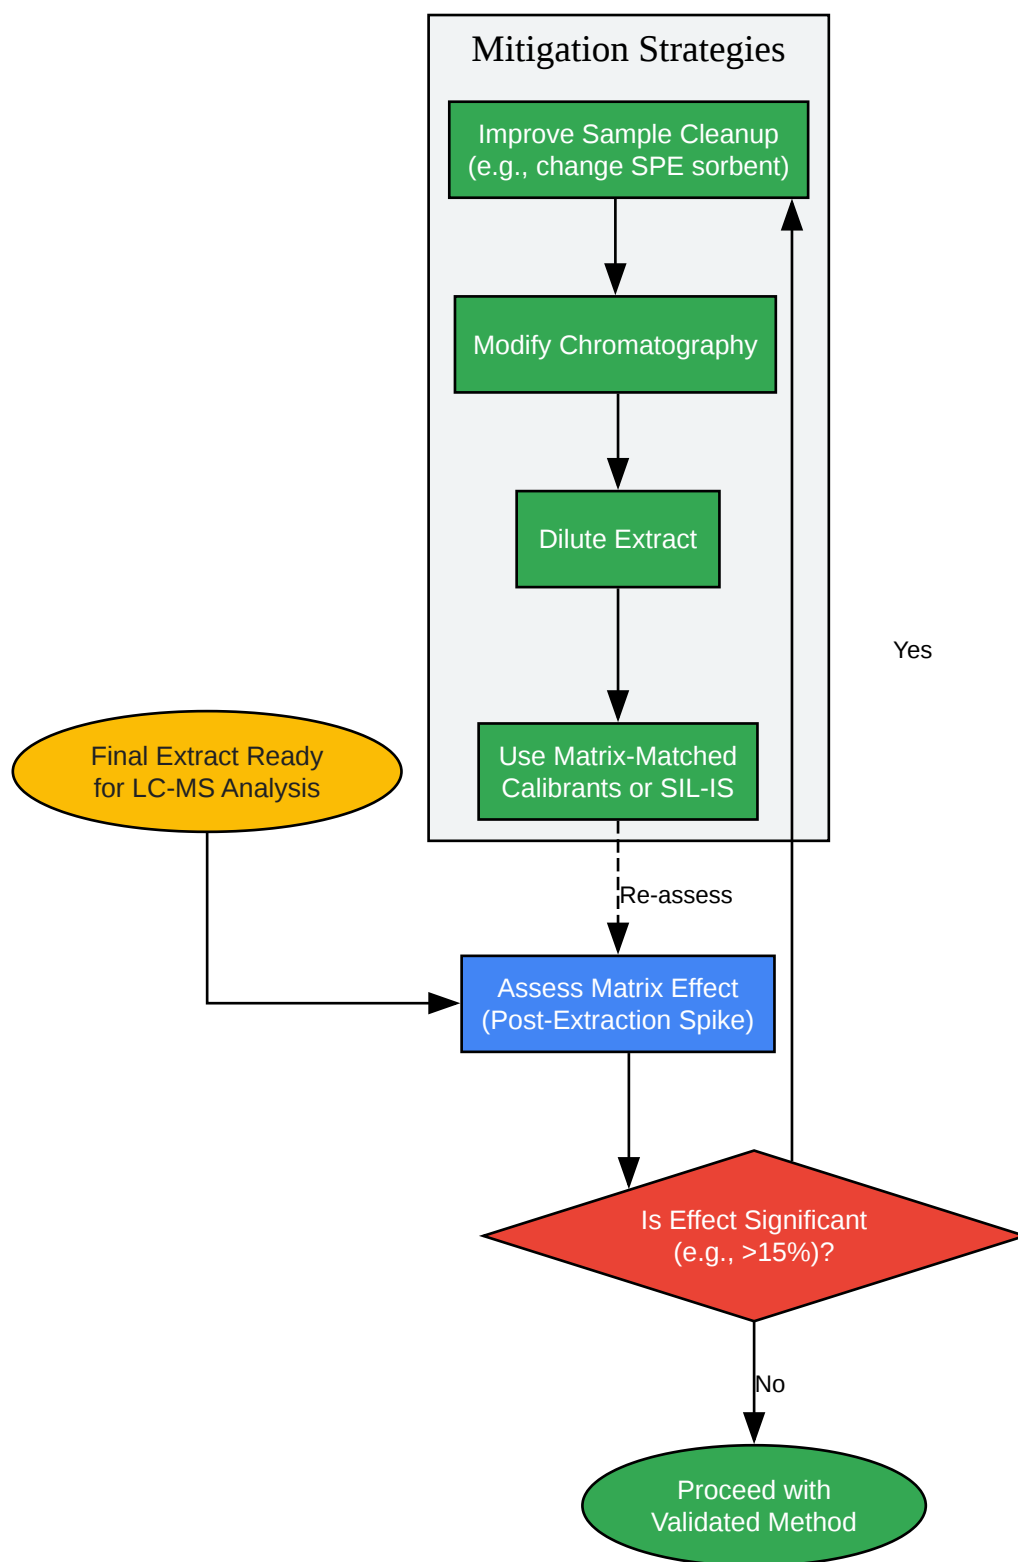 Mitigation Strategies
Improve Sample Cleanup
(e.g., change SPE sorbent)
Modify Chromatography
Dilute Extract
Yes
Use Matrix-Matched
Calibrants or SIL-IS
Final Extract Ready
for LC-MS Analysis
Re-assess
Assess Matrix Effect
(Post-Extraction Spike)
Is Effect Significant
(e.g., >15%)?
No
Proceed with
Validated Method